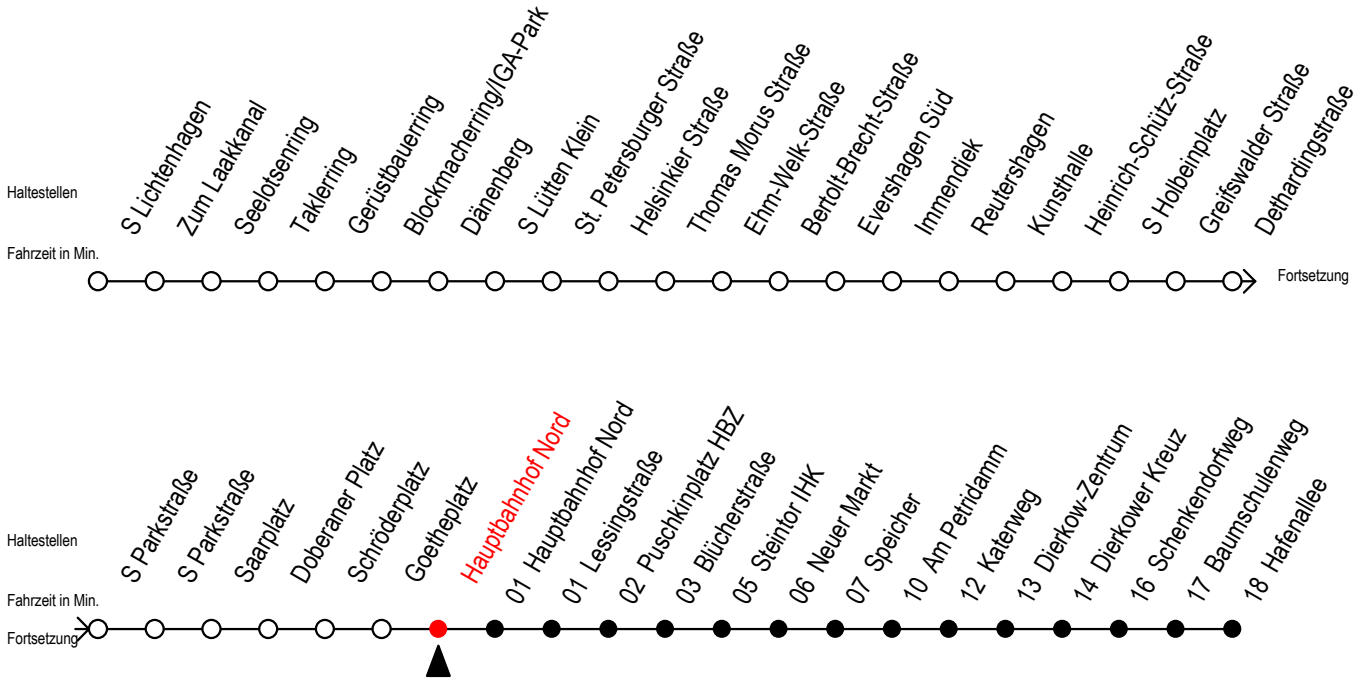 S Lichtenhagen
Zum Laakkanal
Seelotsenring
Taklerring
Gerüstbauerring
Blockmacherring/IGA-Park
Dänenberg
S Lütten Klein
St. Petersburger Straße
Helsinkier Straße
Thomas Morus Straße
Ehm-Welk-Straße
Bertolt-Brecht-Straße
Evershagen Süd
Immendiek
Reutershagen
Kunsthalle
Heinrich-Schütz-Straße
S Holbeinplatz
Greifswalder Straße
Dethardingstraße
Haltestellen
Fahrzeit in Min.
Fortsetzung
S Parkstraße
S Parkstraße
Saarplatz
Doberaner Platz
Schröderplatz
Goetheplatz
Hauptbahnhof Nord
01 Hauptbahnhof Nord
01 Lessingstraße
02 Puschkinplatz HBZ
03 Blücherstraße
05 Steintor IHK
06 Neuer Markt
07 Speicher
10 Am Petridamm
12 Katenweg
13 Dierkow-Zentrum
14 Dierkower Kreuz
16 Schenkendorfweg
17 Baumschulenweg
18 Hafenallee
Haltestellen
Fahrzeit in Min.
Fortsetzung